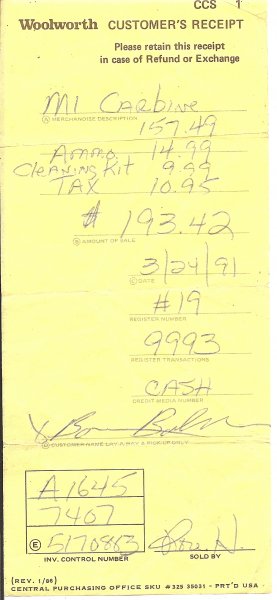 CCS 1
Woolworth CUSTOMER'S RECEIPT
Please retain this receipt
in case of Refund or Exchange
M1 Carbine
Ⓐ MERCHANDISE DESCRIPTION
157.49
Ammo 14.99
Cleaning Kit 9.99
TAX 10.95
$ 193.42
Ⓑ AMOUNT OF SALE
3/24/91
Ⓒ DATE
#19
REGISTER NUMBER
9993
REGISTER TRANSACTIONS
CASH
CREDIT MEDIA NUMBER
X
Ⓓ CUSTOMER NAME LAY-A-WAY & PICK-UP ONLY
A1645
7407
Ⓔ 5170883
INV. CONTROL NUMBER SOLD BY
(REV. 1/86)
CENTRAL PURCHASING OFFICE SKU #325 35031 - PRT'D USA